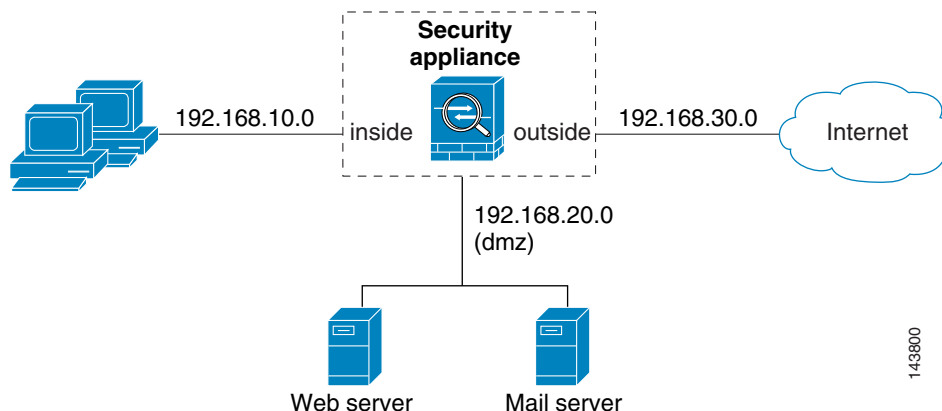 Security
appliance
192.168.10.0
inside
outside
192.168.30.0
Internet
192.168.20.0
(dmz)
Web server
Mail server
143800